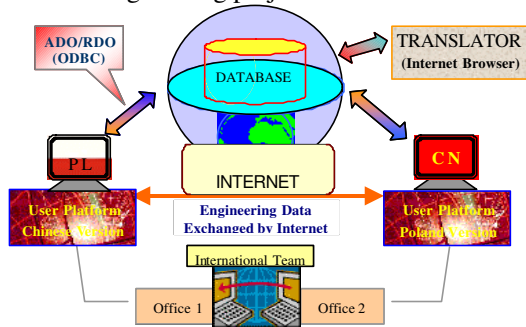 ADO/RDO
(ODBC)
DATABASE
TRANSLATOR
(Internet Browser)
PL
CN
INTERNET
User Platform
Chinese Version
Engineering Data
Exchanged by Internet
User Platform
Poland Version
International Team
Office 1
Office 2